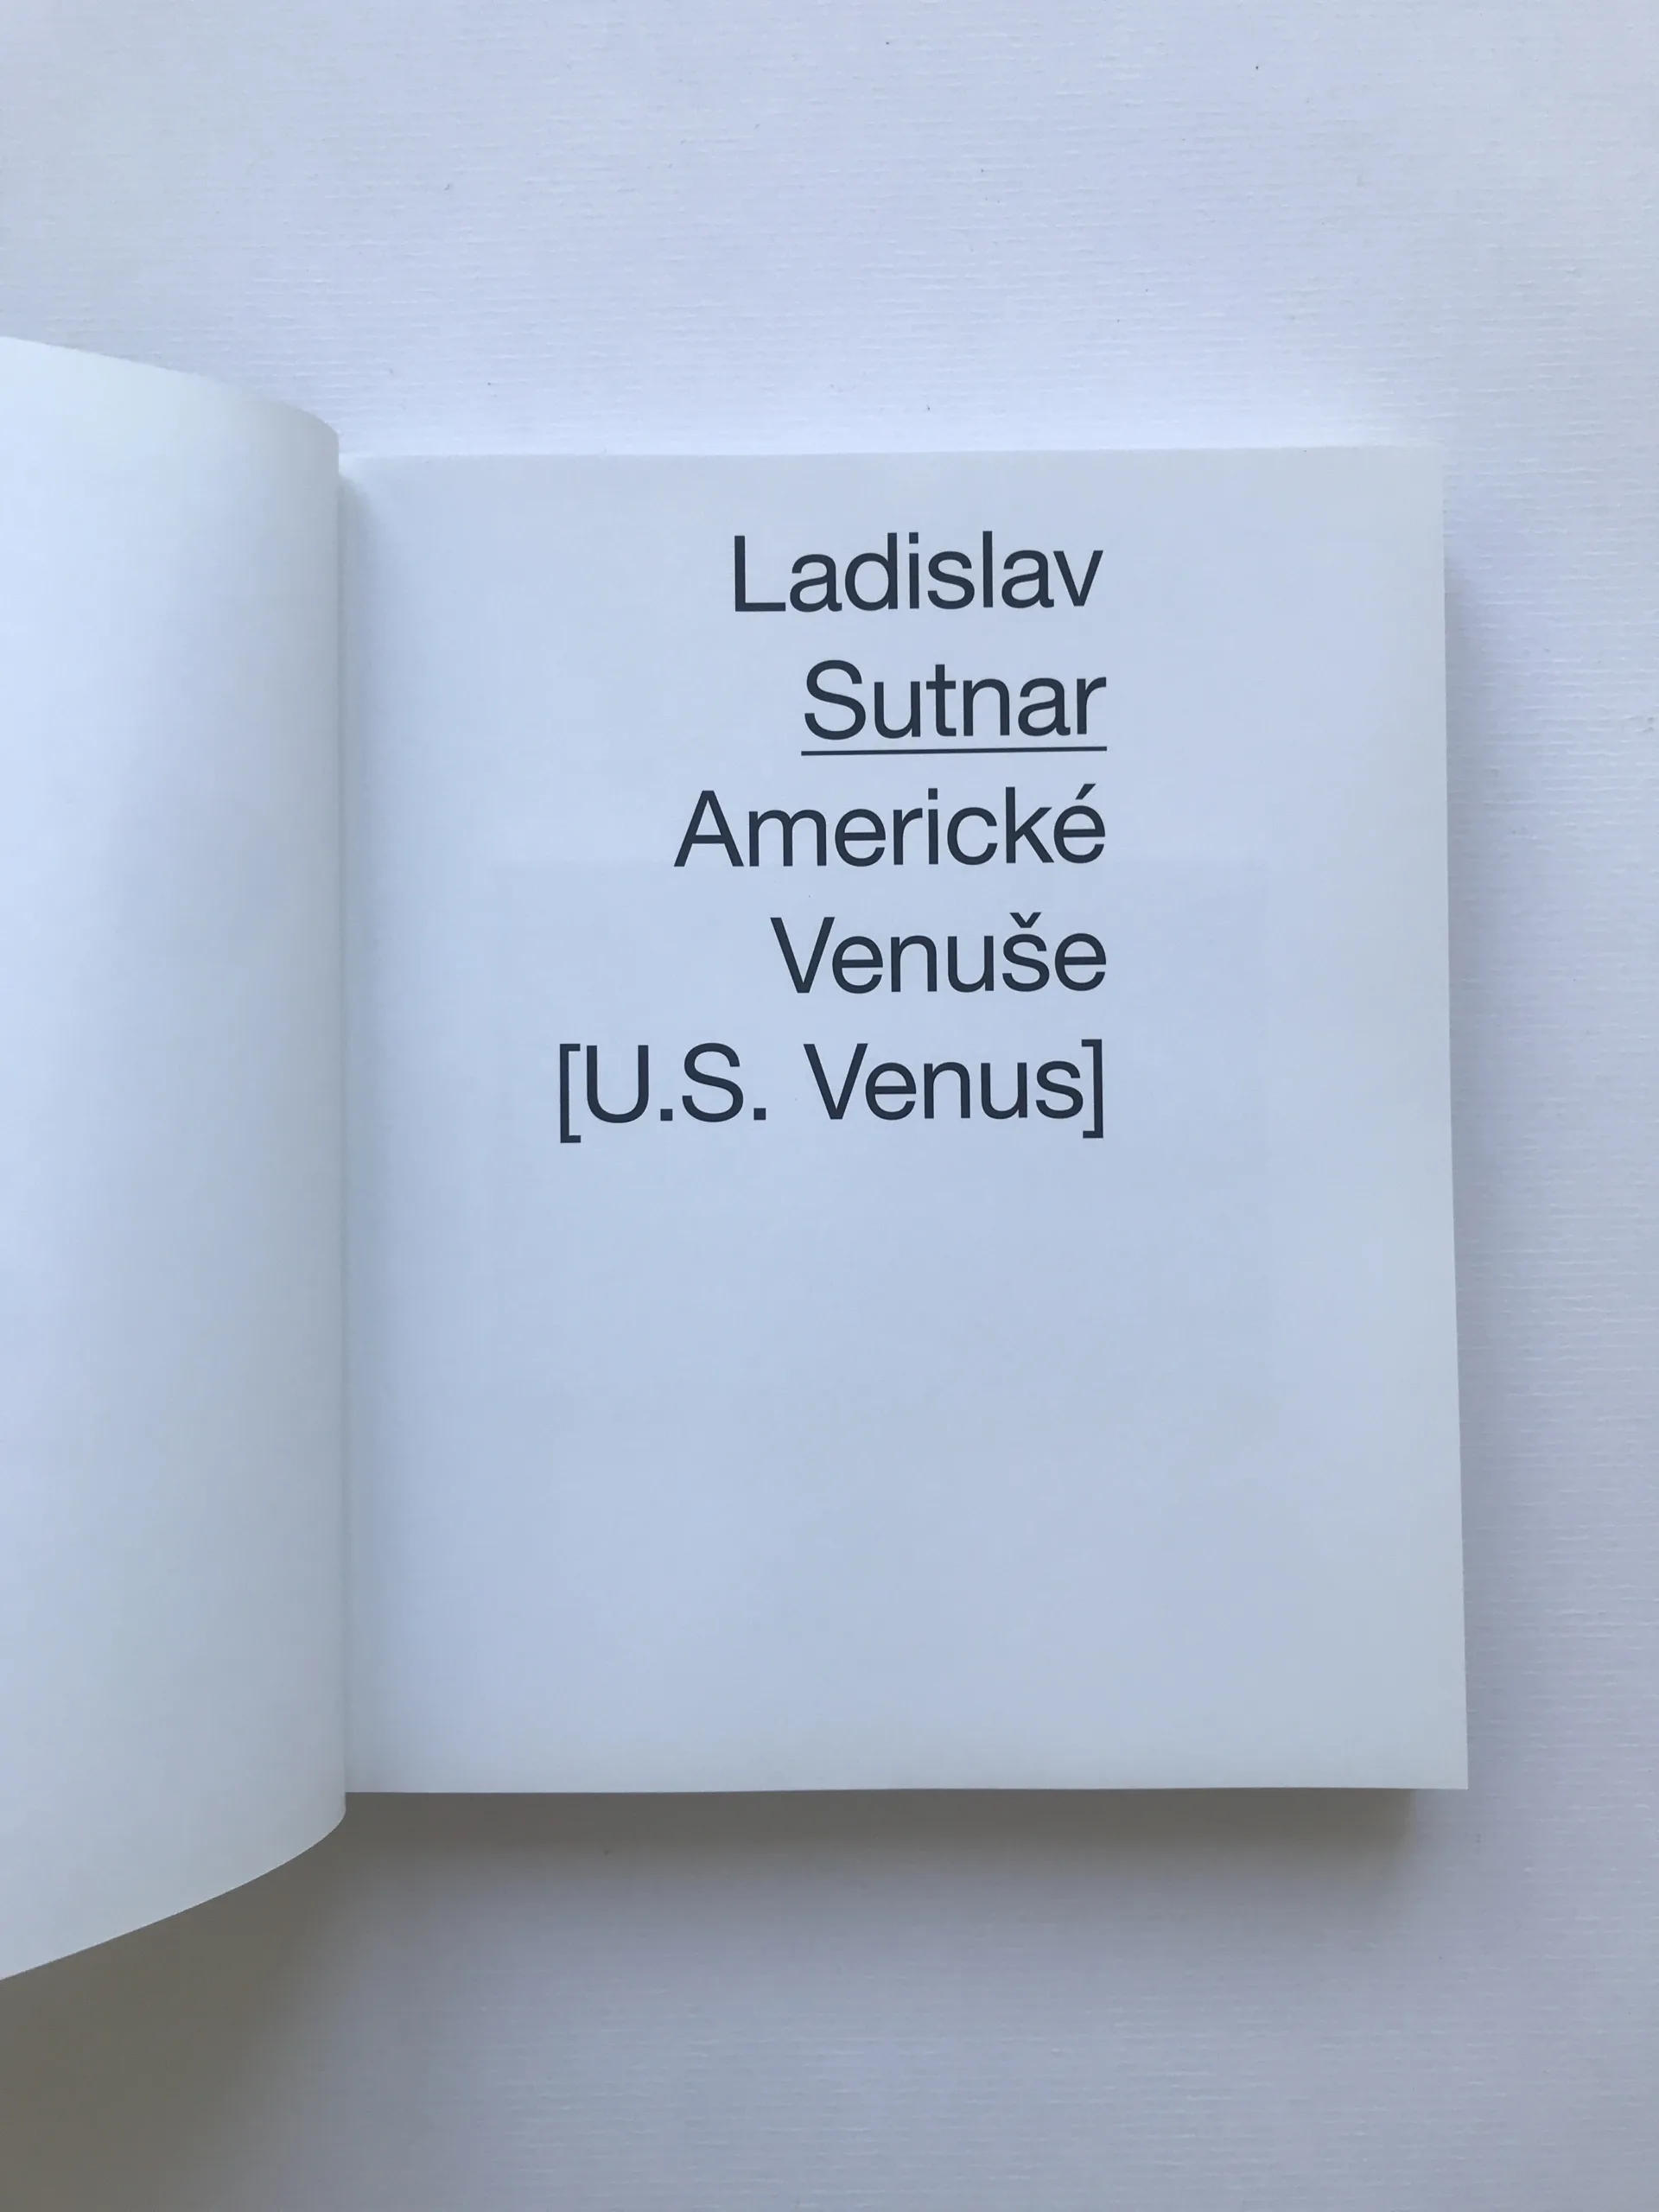 Ladislav
Sutnar
Americké
Venuše
[U.S. Venus]